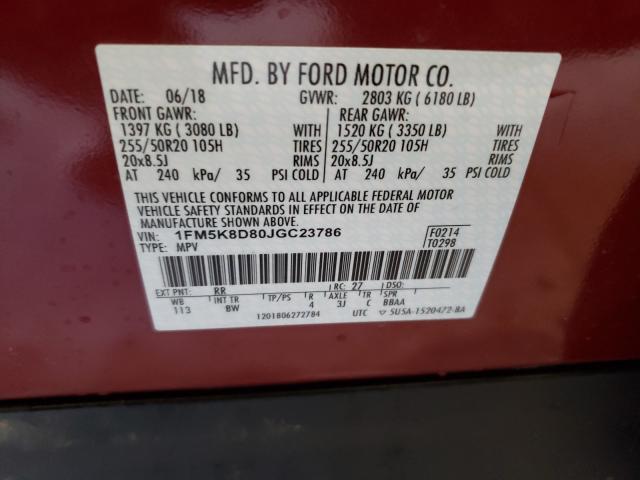 MFD. BY FORD MOTOR CO.
DATE: 06/18 GVWR: 2803 KG ( 6180 LB)
FRONT GAWR: REAR GAWR:
1397 KG ( 3080 LB) WITH 1520 KG ( 3350 LB) WITH
255/50R20 105H TIRES 255/50R20 105H TIRES
20x8.5J RIMS 20x8.5J RIMS
AT 240 kPa/ 35 PSI COLD AT 240 kPa/ 35 PSI COLD
THIS VEHICLE CONFORMS TO ALL APPLICABLE FEDERAL MOTOR
VEHICLE SAFETY STANDARDS IN EFFECT ON THE DATE OF
MANUFACTURE SHOWN ABOVE.
VIN: 1FM5K8D80JGC23786 F0214
TYPE: MPV T0298
EXT PNT: RR RC: 27 DSO:
WB INT TR TP/PS R AXLE TR SPR
113 BW 4 3J C BBAA
1201806272784 UTC ▽ 5U5A-1520472-BA